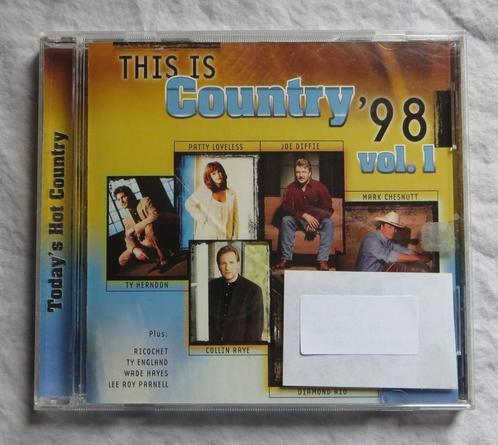 Today's Hot Country
THIS IS
Country '98
vol. 1
PATTY LOVELESS
JOE DIFFIE
MARK CHESNUTT
TY HERNDON
COLLIN RAYE
DIAMOND RIO
Plus:
RICOCHET
TY ENGLAND
WADE HAYES
LEE ROY PARNELL